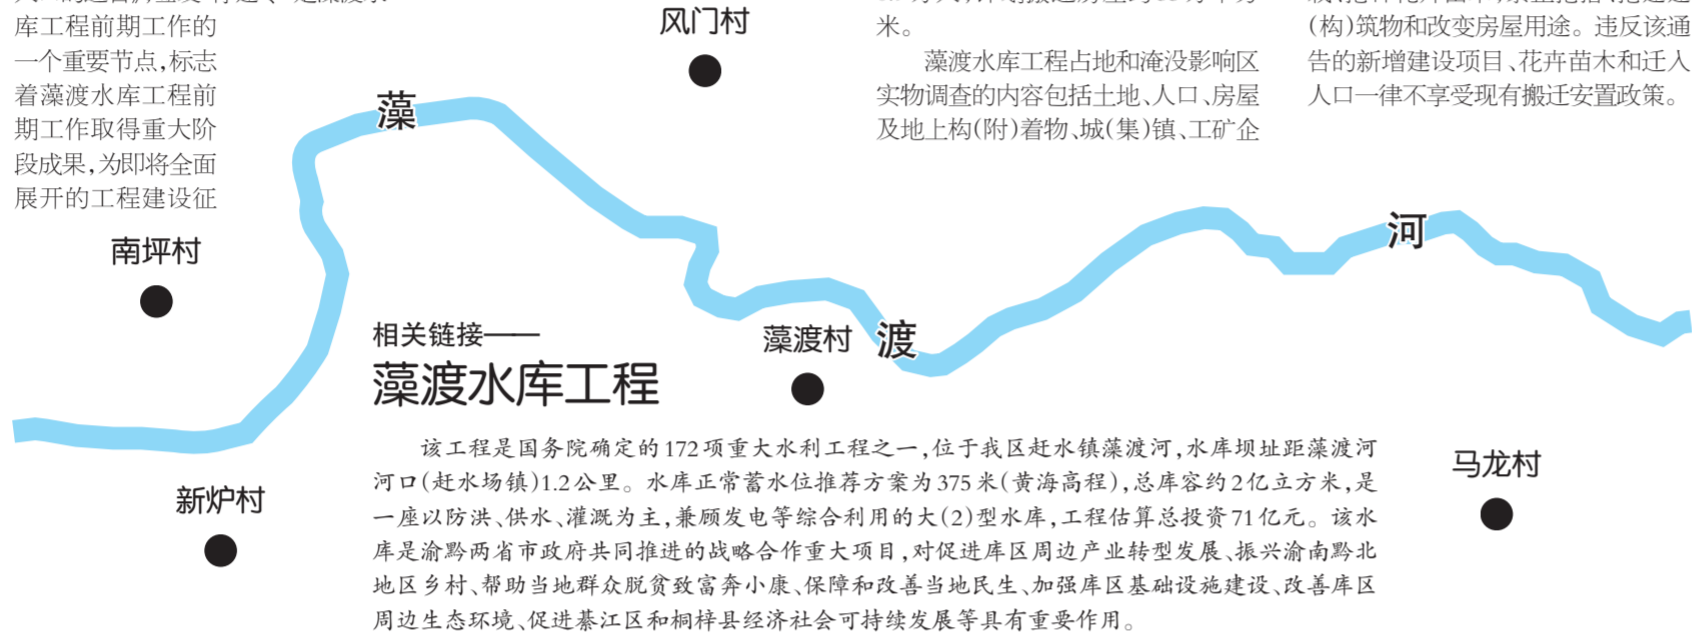 库工程前期工作的
一个重要节点,标志
着藻渡水库工程前
期工作取得重大阶
段成果,为即将全面
展开的工程建设征
米。
藻渡水库工程占地和淹没影响区
实物调查的内容包括土地、人口、房屋
及地上构(附)着物、城(集)镇、工矿企
(构)筑物和改变房屋用途。违反该通
告的新增建设项目、花卉苗木和迁入
人口一律不享受现有搬迁安置政策。
风门村
藻
南坪村
河
藻渡村
渡
新炉村
马龙村
相关链接——
藻渡水库工程
该工程是国务院确定的172项重大水利工程之一,位于我区赶水镇藻渡河,水库坝址距藻渡河
河口(赶水场镇)1.2公里。水库正常蓄水位推荐方案为375米(黄海高程),总库容约2亿立方米,是
一座以防洪、供水、灌溉为主,兼顾发电等综合利用的大(2)型水库,工程估算总投资71亿元。该水
库是渝黔两省市政府共同推进的战略合作重大项目,对促进库区周边产业转型发展、振兴渝南黔北
地区乡村、帮助当地群众脱贫致富奔小康、保障和改善当地民生、加强库区基础设施建设、改善库区
周边生态环境、促进綦江区和桐梓县经济社会可持续发展等具有重要作用。